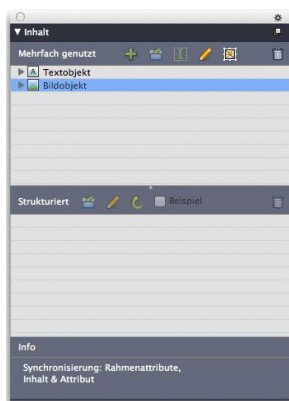 Inhalt
Mehrfach genutzt
A Textobjekt
Bildobjekt
Strukturiert Beispiel
Info
Synchronisierung: Rahmenattribute,
Inhalt & Attribut